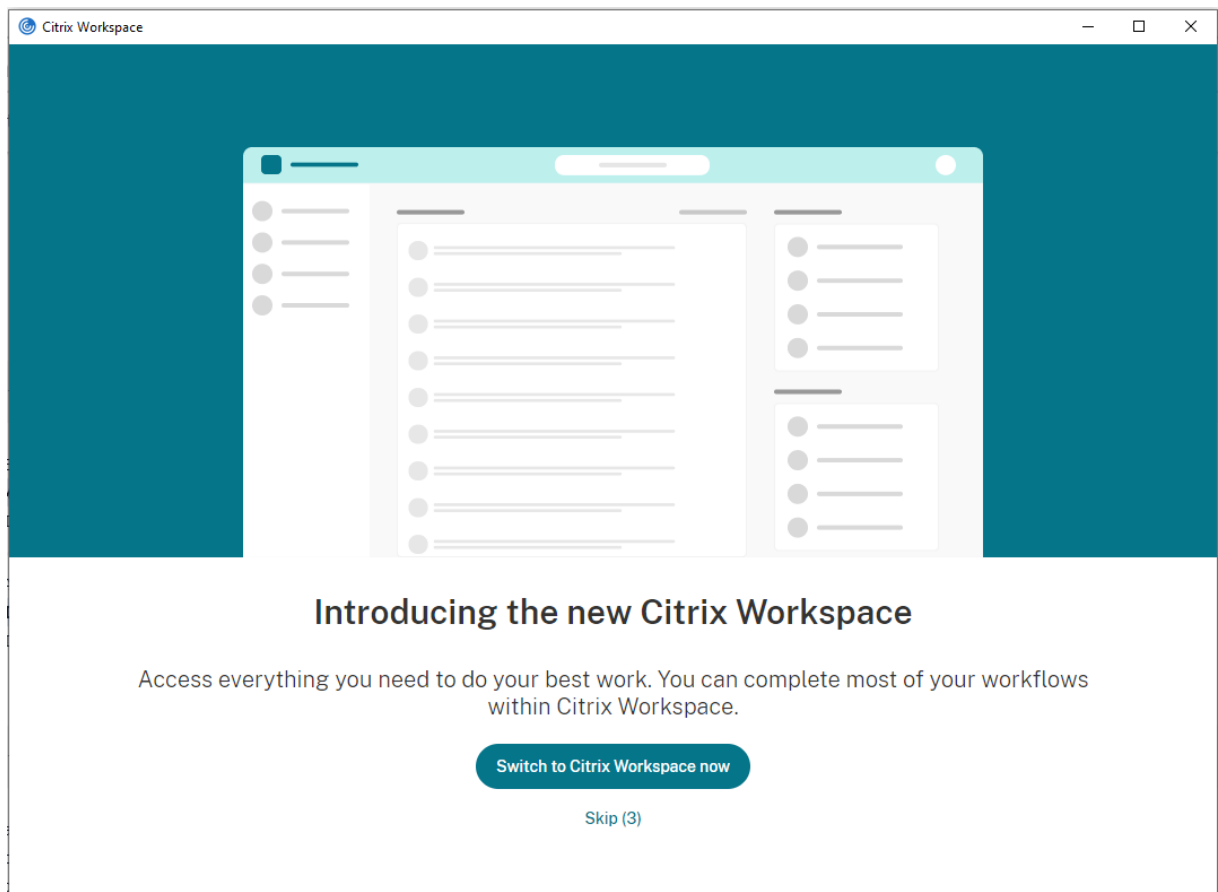 Citrix Workspace
Introducing the new Citrix Workspace
Access everything you need to do your best work. You can complete most of your workflows
within Citrix Workspace.
Switch to Citrix Workspace now
Skip (3)